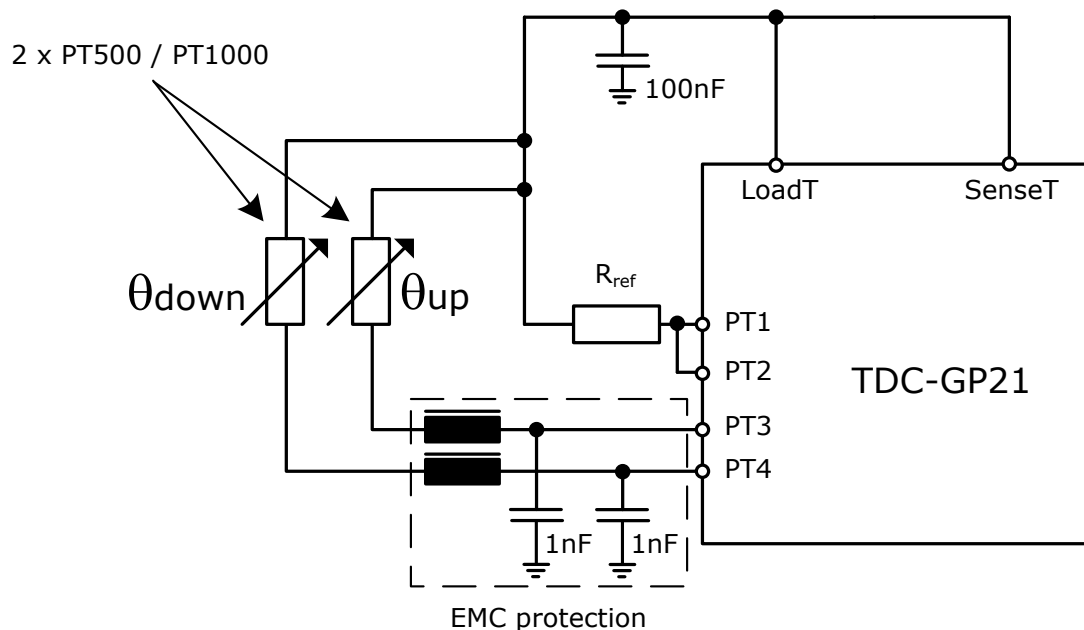 2 x PT500 / PT1000
100nF
LoadT
SenseT
θdown
θup
Rref
PT1
PT2
TDC-GP21
PT3
PT4
1nF
1nF
EMC protection